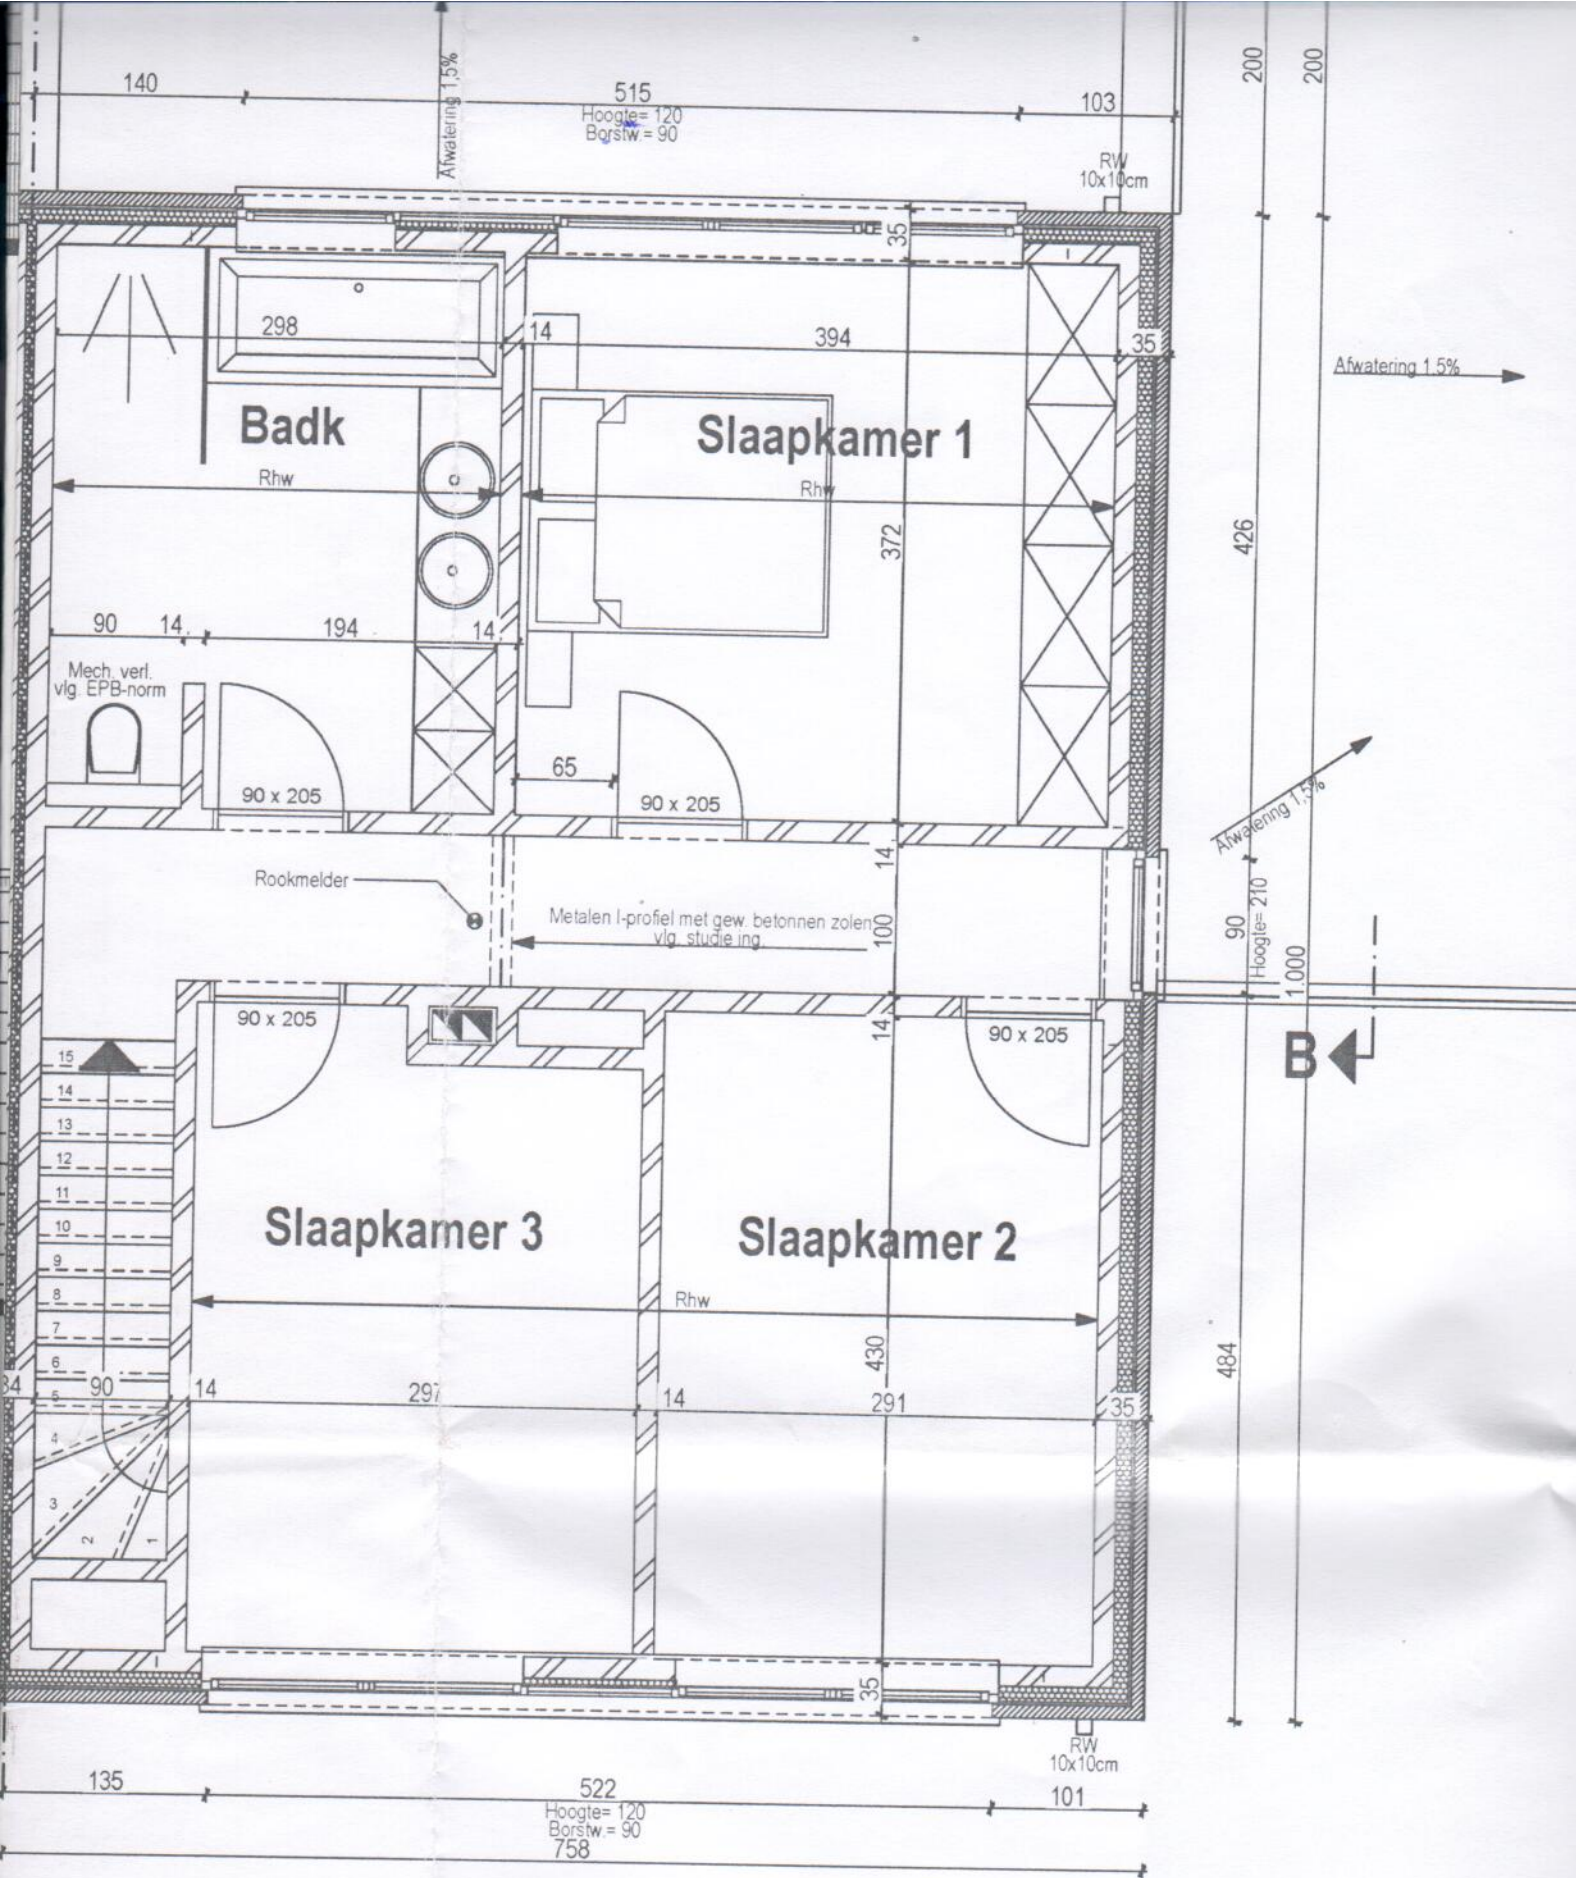 140
515
103
200
200
Hoogte= 120
Borstw.= 90
Afwatering 1,5%
RW
10x10cm
35
298
14
394
35
Afwatering 1,5%
Badk
Slaapkamer 1
Rhw
Rhw
372
426
90
14
194
14
Mech. verl.
vlg. EPB-norm
65
90 x 205
90 x 205
Afwatering 1,5%
14
Rookmelder
Metalen I-profiel met gew. betonnen zolen
vlg. studie ing.
100
90
Hoogte= 210
1.000
90 x 205
14
90 x 205
B
15
14
13
12
11
10
9
8
7
6
5
4
3
2
1
Slaapkamer 3
Slaapkamer 2
Rhw
430
484
34
90
14
297
14
291
35
35
RW
10x10cm
135
522
101
Hoogte= 120
Borstw.= 90
758